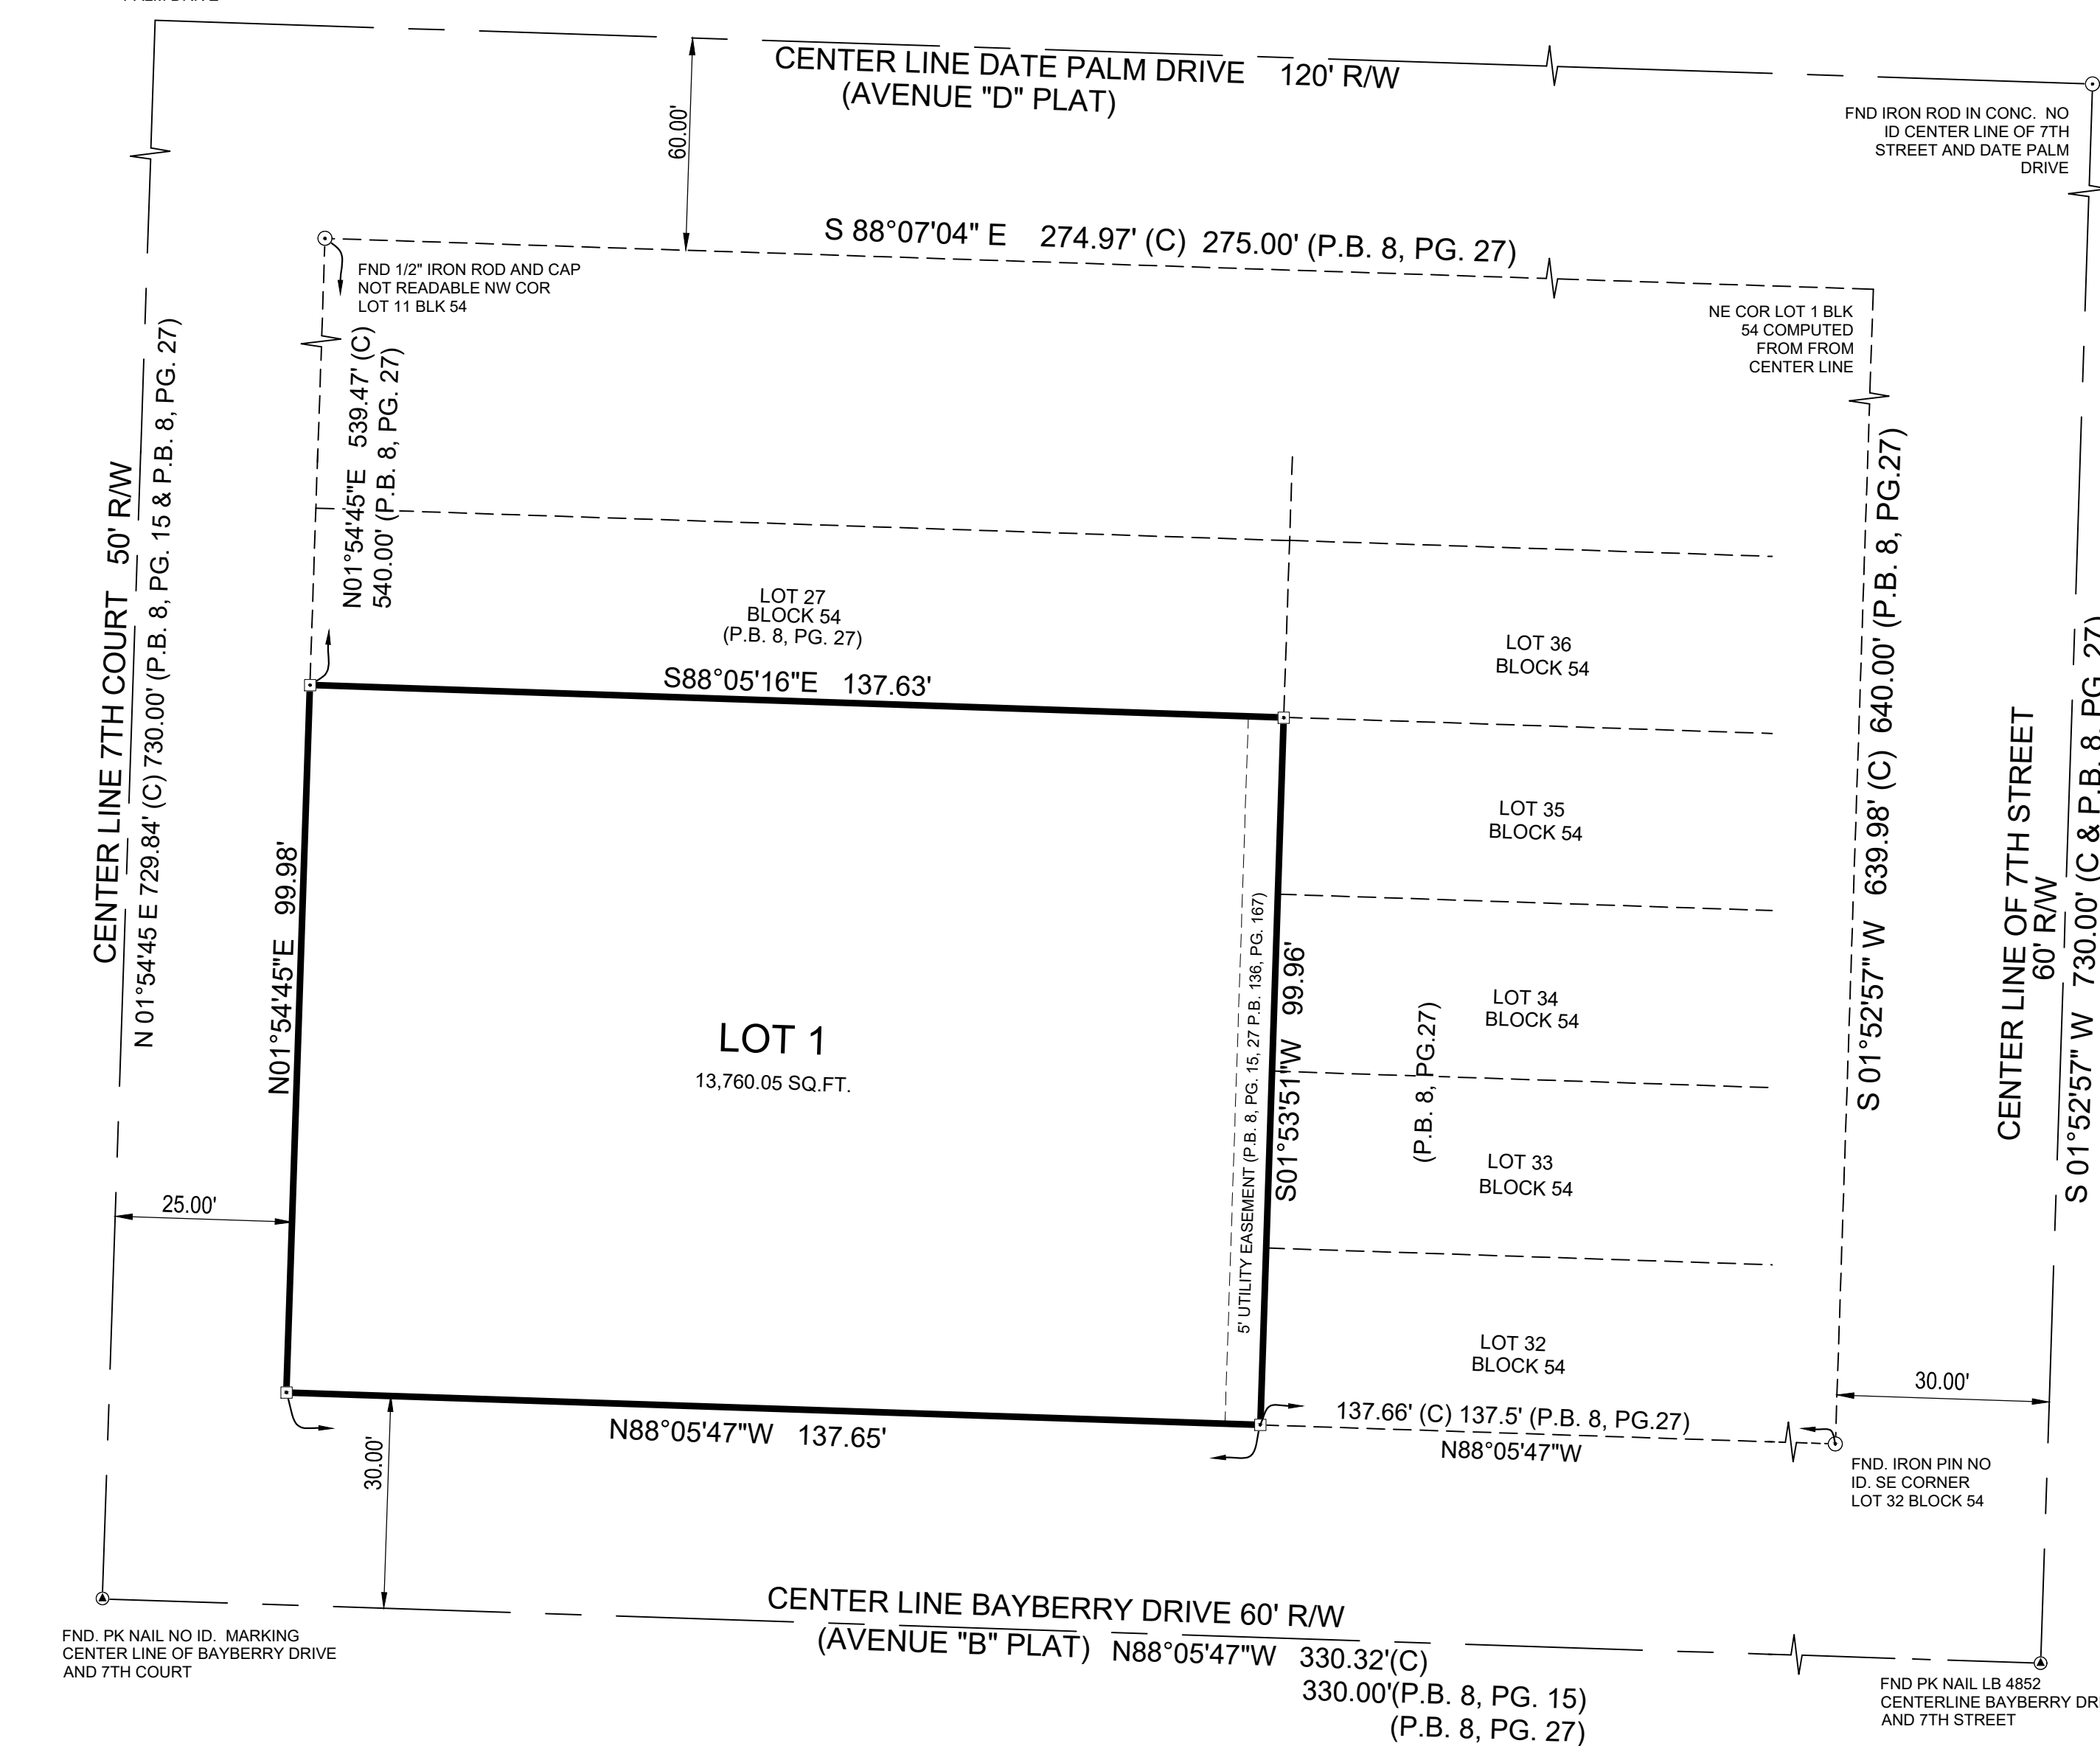 CENTER LINE DATE PALM DRIVE 120' R/W
(AVENUE "D" PLAT)
60.00'
FND IRON ROD IN CONC. NO
ID CENTER LINE OF 7TH
STREET AND DATE PALM
DRIVE
S 88°07'04" E 274.97' (C) 275.00' (P.B. 8, PG. 27)
FND 1/2" IRON ROD AND CAP
NOT READABLE NW COR
LOT 11 BLK 54
NE COR LOT 1 BLK
54 COMPUTED
FROM FROM
CENTER LINE
N01°54'45"E 539.47' (C)
540.00' (P.B. 8, PG. 27)
CENTER LINE 7TH COURT 50' R/W
N 01°54'45 E 729.84' (C) 730.00' (P.B. 8, PG. 15 & P.B. 8, PG. 27)
LOT 27
BLOCK 54
(P.B. 8, PG. 27)
S88°05'16"E 137.63'
LOT 36
BLOCK 54
LOT 35
BLOCK 54
LOT 34
BLOCK 54
(P.B. 8, PG.27)
LOT 33
BLOCK 54
LOT 32
BLOCK 54
S 01°52'57" W 639.98' (C) 640.00' (P.B. 8, PG.27)
CENTER LINE OF 7TH STREET
60' R/W
S 01°52'57" W 730.00' (C & P.B. 8, PG. 27)
N01°54'45"E 99.98'
LOT 1
13,760.05 SQ.FT.
5' UTILITY EASEMENT (P.B. 8, PG. 15, 27 P.B. 136, PG. 167)
S01°53'51"W 99.96'
25.00'
30.00'
N88°05'47"W 137.65'
137.66' (C) 137.5' (P.B. 8, PG.27)
N88°05'47"W
30.00'
FND. IRON PIN NO
ID. SE CORNER
LOT 32 BLOCK 54
CENTER LINE BAYBERRY DRIVE 60' R/W
(AVENUE "B" PLAT) N88°05'47"W 330.32'(C)
330.00'(P.B. 8, PG. 15)
(P.B. 8, PG. 27)
FND. PK NAIL NO ID. MARKING
CENTER LINE OF BAYBERRY DRIVE
AND 7TH COURT
FND PK NAIL LB 4852
CENTERLINE BAYBERRY DR
AND 7TH STREET